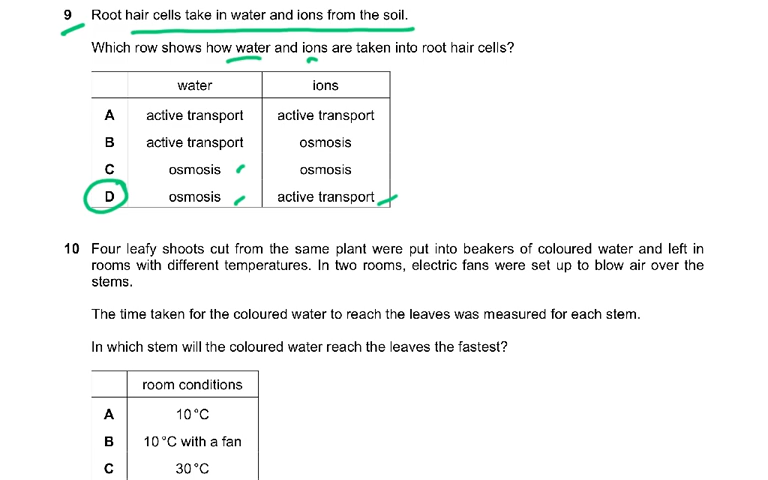 9 Root hair cells take in water and ions from the soil.
Which row shows how water and ions are taken into root hair cells?
water ions
A active transport active transport
B active transport osmosis
C osmosis osmosis
D osmosis active transport
10 Four leafy shoots cut from the same plant were put into beakers of coloured water and left in
rooms with different temperatures. In two rooms, electric fans were set up to blow air over the
stems.
The time taken for the coloured water to reach the leaves was measured for each stem.
In which stem will the coloured water reach the leaves the fastest?
room conditions
A 10 °C
B 10 °C with a fan
C 30 °C